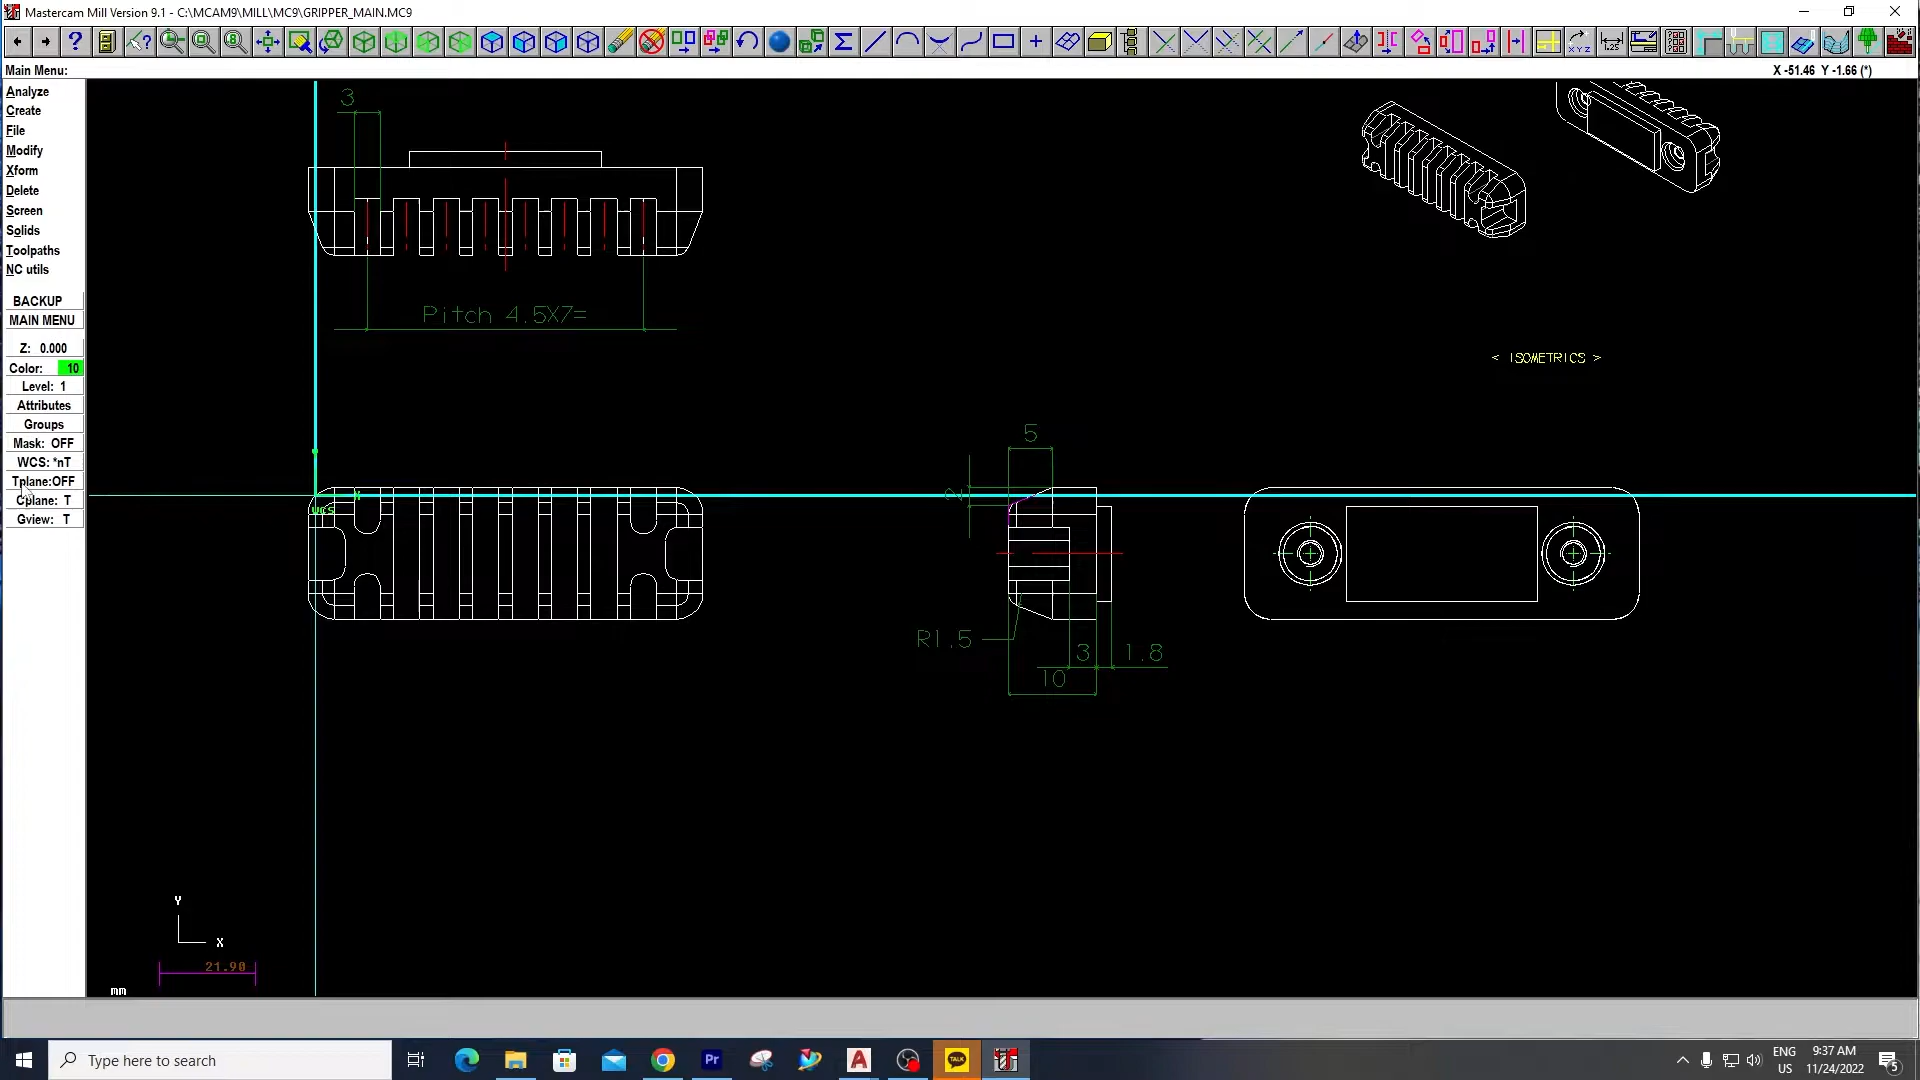 Mastercam Mill Version 9.1 - C:\MCAM9\MILL\MC9\GRIPPER_MAIN.MC9
Main Menu:
X -51.46 Y -1.66 (*)
Analyze
Create
File
Modify
Xform
Delete
Screen
Solids
Toolpaths
NC utils
BACKUP
MAIN MENU
Z: 0.000
Color: 10
Level: 1
Attributes
Groups
Mask: OFF
WCS: *nT
Tplane:OFF
Cplane: T
Gview: T
3
Pitch 4.5X7=
< ISOMETRICS >
5
2
X
WCS
R1.5
3
1.8
10
Y
X
21.90
mm
Type here to search
ENG
US
9:37 AM
11/24/2022
5